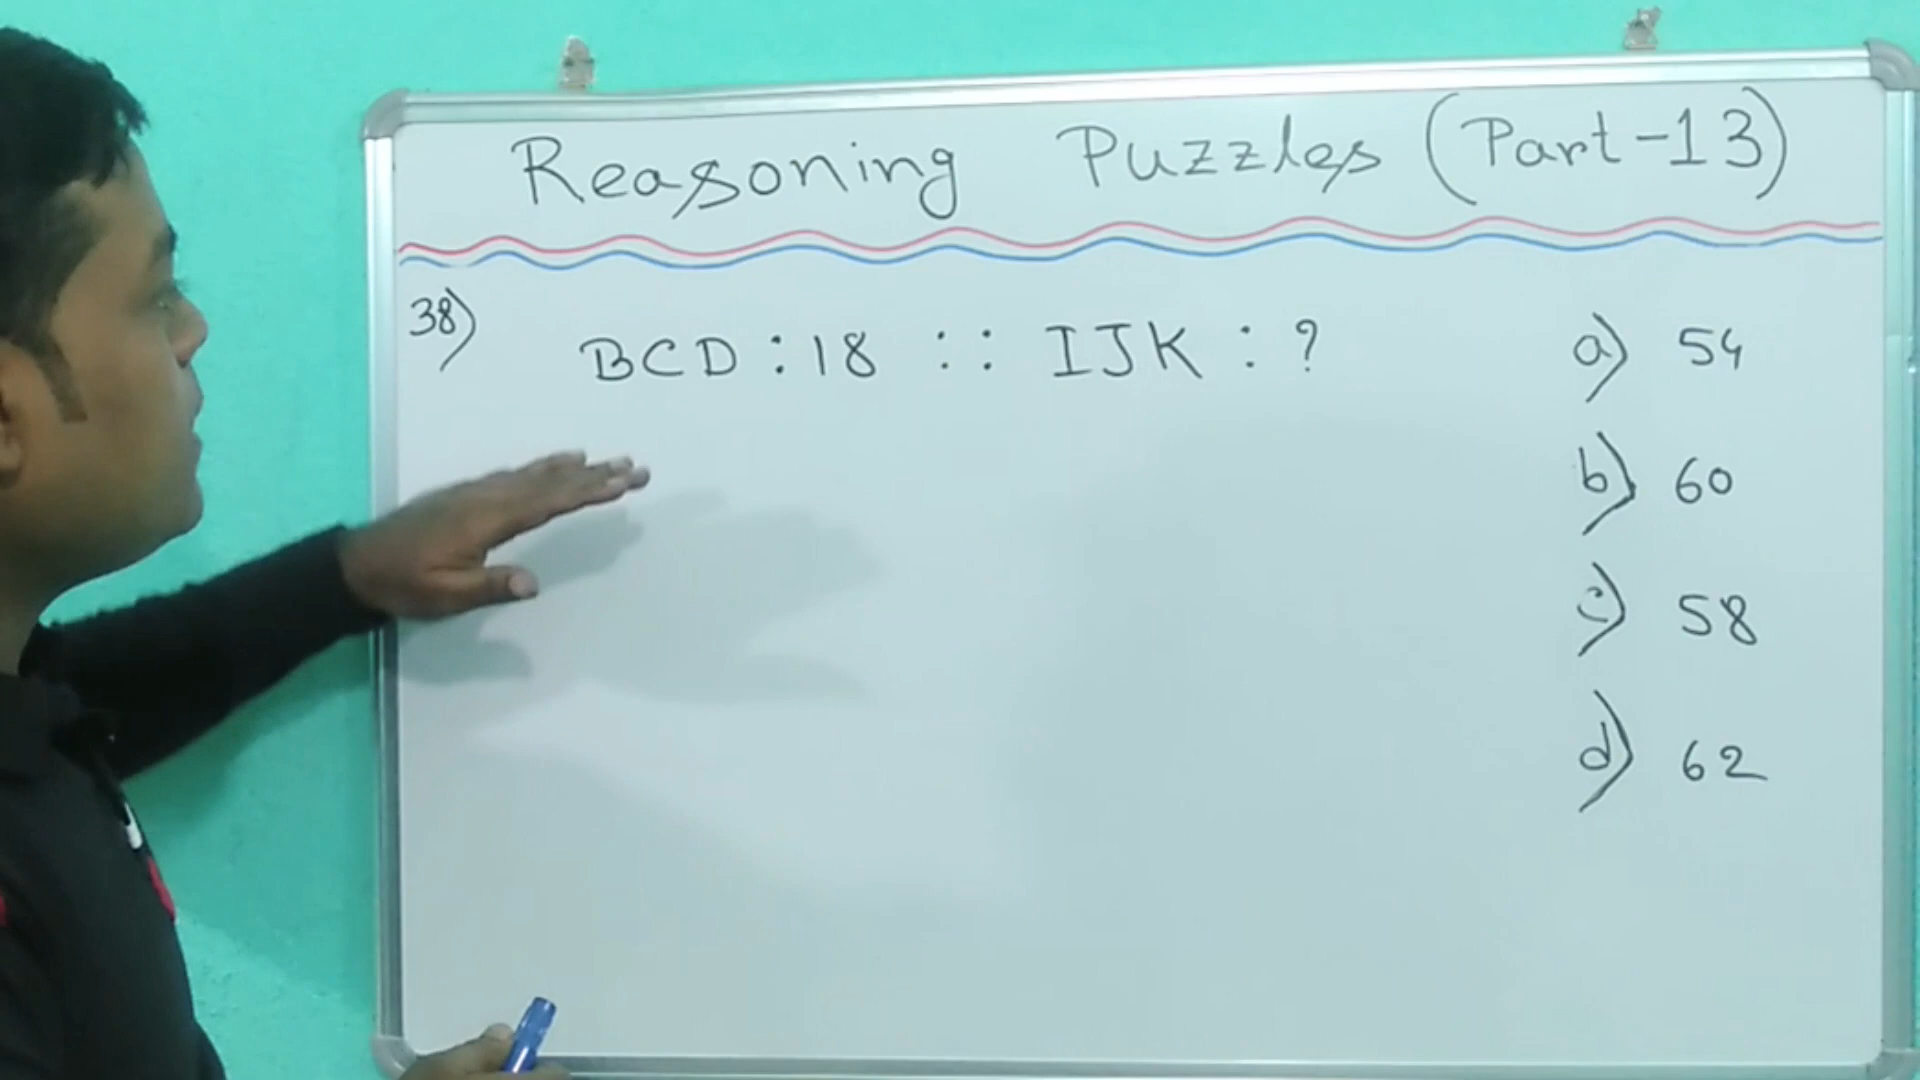 Reasoning Puzzles (Part-13)
38) BCD : 18 :: IJK : ?
a) 54
b) 60
c) 58
d) 62